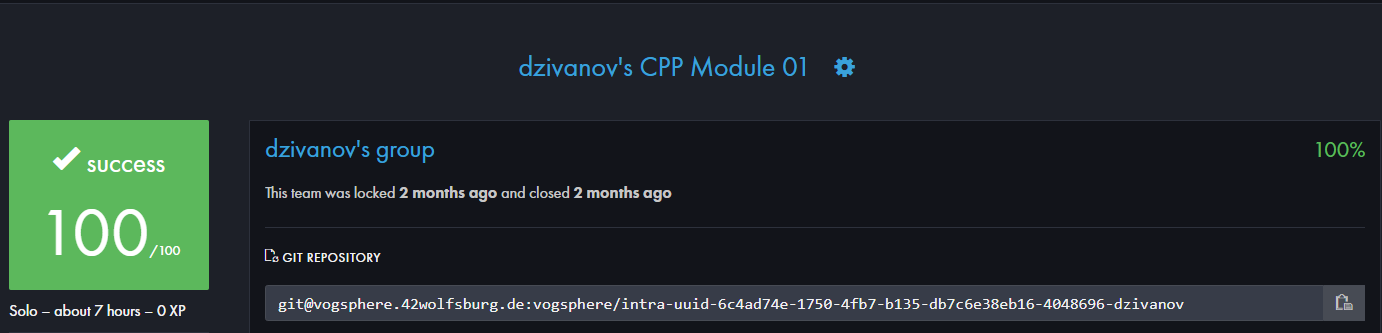 dzivanov's CPP Module 01
success
100/100
Solo – about 7 hours – 0 XP
dzivanov's group
100%
This team was locked 2 months ago and closed 2 months ago
GIT REPOSITORY
git@vogsphere.42wolfsburg.de:vogsphere/intra-uuid-6c4ad74e-1750-4fb7-b135-db7c6e38eb16-4048696-dzivanov